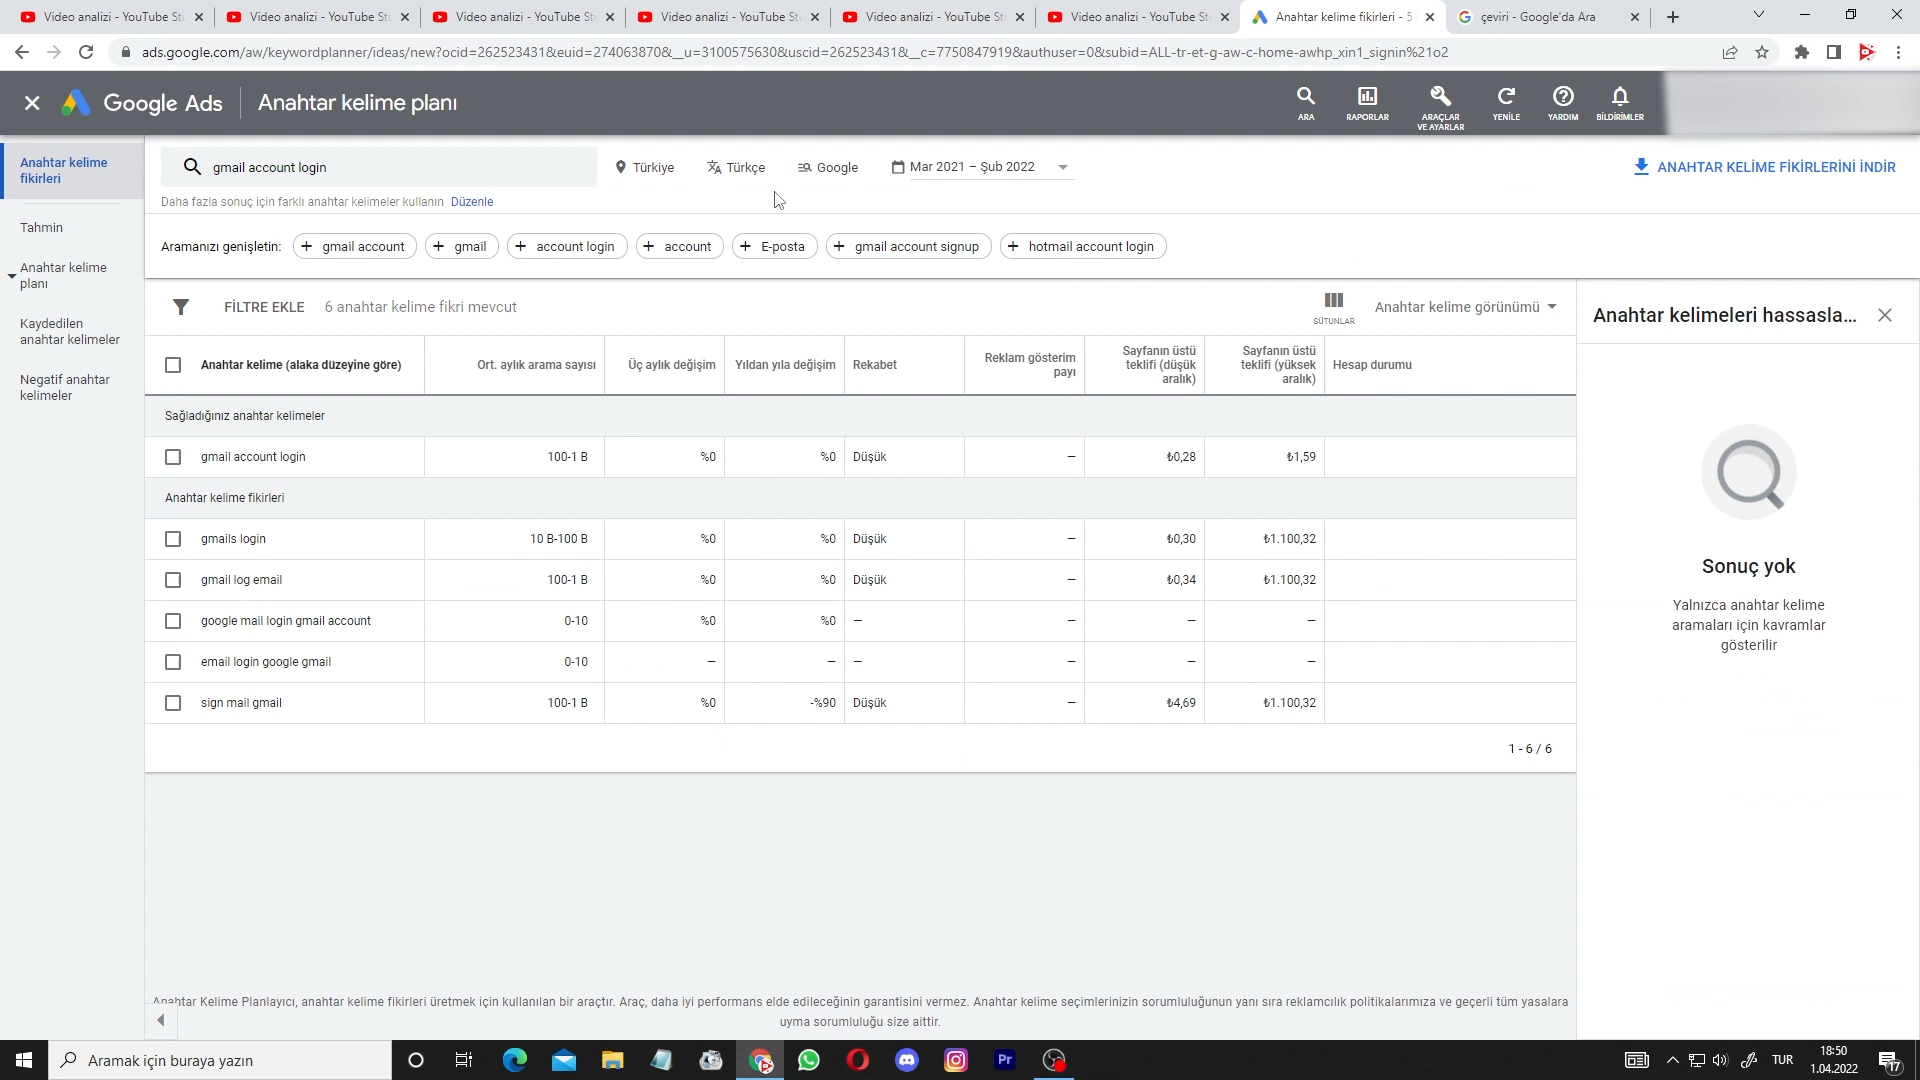 Video analizi - YouTube St
Video analizi - YouTube St
Video analizi - YouTube St
Video analizi - YouTube St
Video analizi - YouTube St
Video analizi - YouTube St
Anahtar kelime fikirleri - 5
çeviri - Google'da Ara
ads.google.com/aw/keywordplanner/ideas/new?ocid=262523431&euid=274063870&__u=31005575630&uscid=262523431&__c=7750847919&authuser=0&subid=ALL-tr-et-g-aw-c-home-awhp_xin1_signin%21o2
Google Ads
Anahtar kelime planı
ARA
RAPORLAR
ARAÇLAR
VE AYARLAR
YENİLE
YARDIM
BİLDİRİMLER
Anahtar kelime
fikirleri
Tahmin
Anahtar kelime
planı
Kaydedilen
anahtar kelimeler
Negatif anahtar
kelimeler
gmail account login
Türkiye
Türkçe
Google
Mar 2021 – Şub 2022
ANAHTAR KELİME FİKİRLERİNİ İNDİR
Daha fazla sonuç için farklı anahtar kelimeler kullanın Düzenle
Aramanızı genişletin: + gmail account + gmail + account login + account + E-posta + gmail account signup + hotmail account login
FİLTRE EKLE 6 anahtar kelime fikri mevcut
SÜTUNLAR
Anahtar kelime görünümü
Anahtar kelime (alaka düzeyine göre)
Ort. aylık arama sayısı
Üç aylık değişim
Yıldan yıla değişim
Rekabet
Reklam gösterim
payı
Sayfanın üstü
teklifi (düşük
aralık)
Sayfanın üstü
teklifi (yüksek
aralık)
Hesap durumu
Sağladığınız anahtar kelimeler
gmail account login 100-1 B %0 %0 Düşük – ₺0,28 ₺1,59
Anahtar kelime fikirleri
gmails login 10 B-100 B %0 %0 Düşük – ₺0,30 ₺1.100,32
gmail log email 100-1 B %0 %0 Düşük – ₺0,34 ₺1.100,32
google mail login gmail account 0-10 %0 %0 – – – –
email login google gmail 0-10 – – – – – –
sign mail gmail 100-1 B %0 -%90 Düşük – ₺4,69 ₺1.100,32
1 - 6 / 6
Anahtar kelimeleri hassasla...
Sonuç yok
Yalnızca anahtar kelime
aramaları için kavramlar
gösterilir
Anahtar Kelime Planlayıcı, anahtar kelime fikirleri üretmek için kullanılan bir araçtır. Araç, daha iyi performans elde edileceğinin garantisini vermez. Anahtar kelime seçimlerinizin sorumluluğunun yanı sıra reklamcılık politikalarımıza ve geçerli tüm yasalara
uyma sorumluluğu size aittir.
Aramak için buraya yazın
Pr
TUR
18:50
1.04.2022
17